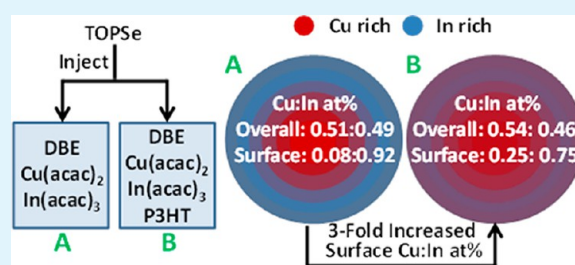 TOPSe
Inject
DBE
Cu(acac)₂
In(acac)₃
A
DBE
Cu(acac)₂
In(acac)₃
P3HT
B
Cu rich
In rich
A
Cu:In at%
Overall: 0.51:0.49
Surface: 0.08:0.92
B
Cu:In at%
Overall: 0.54: 0.46
Surface: 0.25: 0.75
3-Fold Increased
Surface Cu:In at%